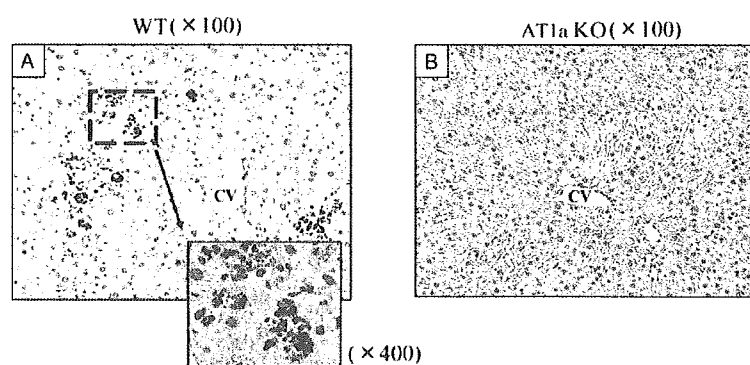 WT(×100)
A
CV
(×400)
AT1a KO(×100)
B
CV